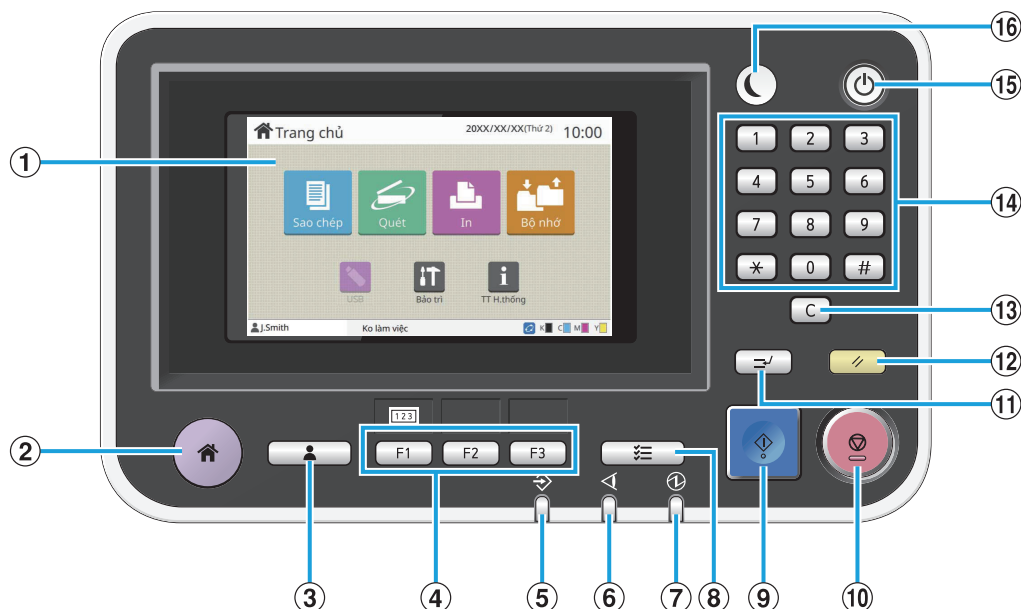 16
15
Trang chủ 20XX/XX/XX(Thứ 2) 10:00
1 2 3
1
Sao chép Quét In Bộ nhớ
4 5 6
14
7 8 9
* 0 #
USB Bảo trì TT H.thống
C
13
J.Smith Ko làm việc K C M Y
12
11
123
2
F1 F2 F3
3 4 5 6 7 8 9 10